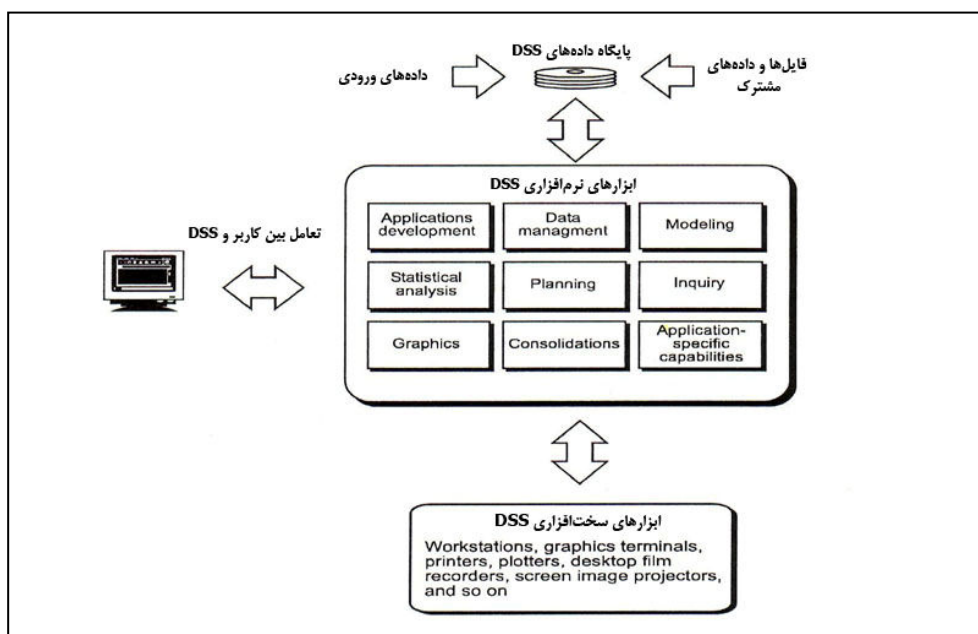 پایگاه داده‌های DSS
داده‌های ورودی
فایل‌ها و داده‌های
مشترک
ابزارهای نرم‌افزاری DSS
تعامل بین کاربر و DSS
Applications
development
Data
managment
Modeling
Statistical
analysis
Planning
Inquiry
Graphics
Consolidations
Application-
specific
capabilities
ابزارهای سخت‌افزاری DSS
Workstations, graphics terminals,
printers, plotters, desktop film
recorders, screen image projectors,
and so on